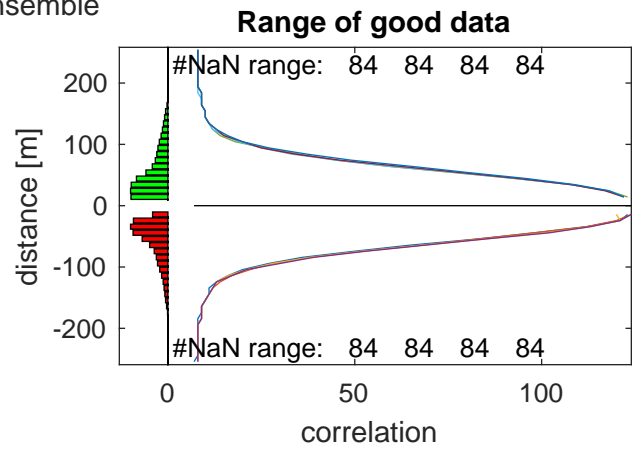 nsemble
Range of good data
#NaN range: 84 84 84 84
200
100
0
-100
-200
distance [m]
#NaN range: 84 84 84 84
0 50 100
correlation